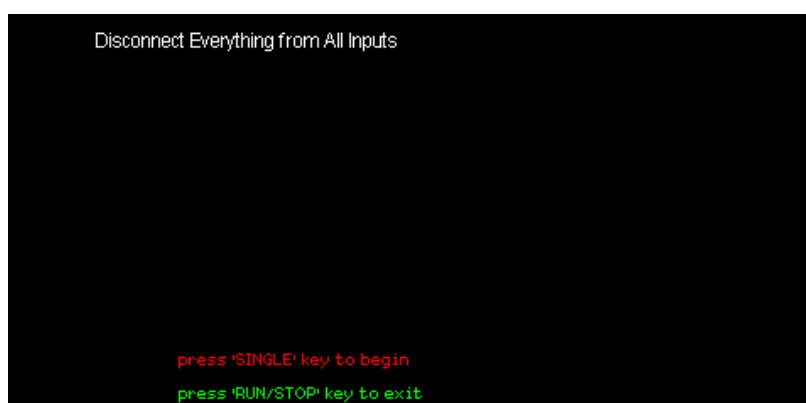 Disconnect Everything from All Inputs
press 'SINGLE' key to begin
press 'RUN/STOP' key to exit